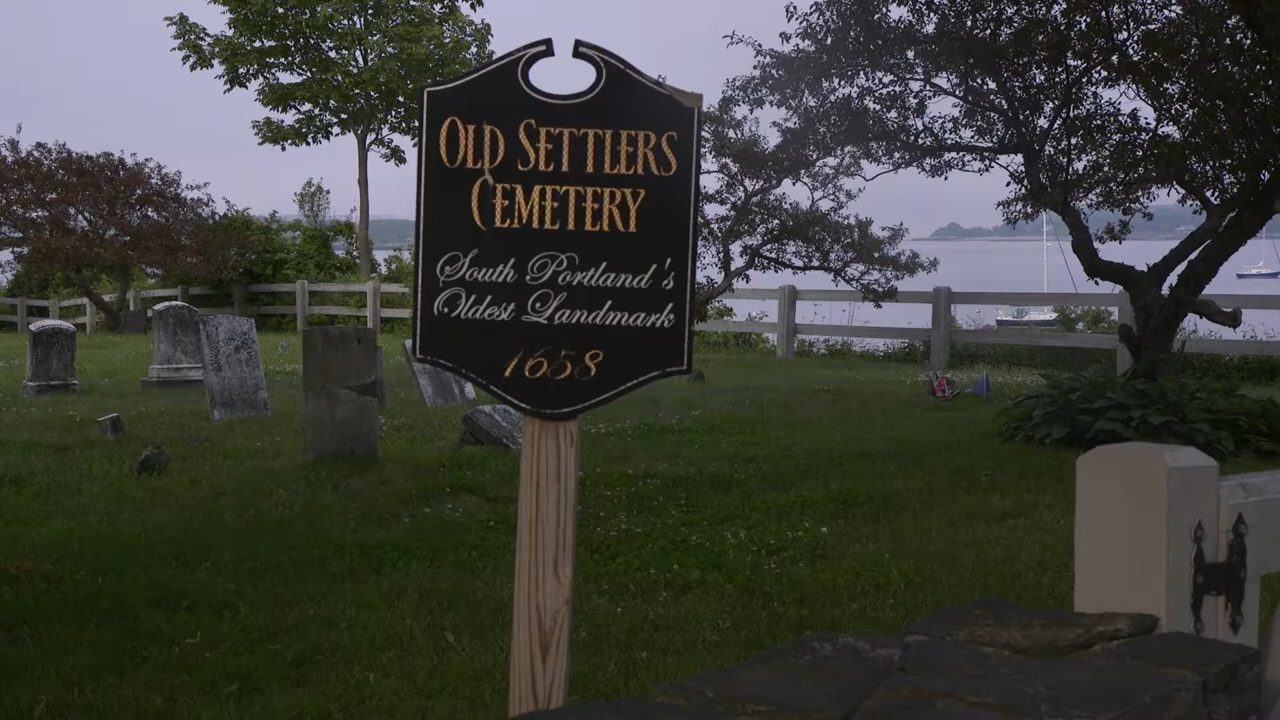 OLD SETTLERS
CEMETERY
South Portland's
Oldest Landmark
1658